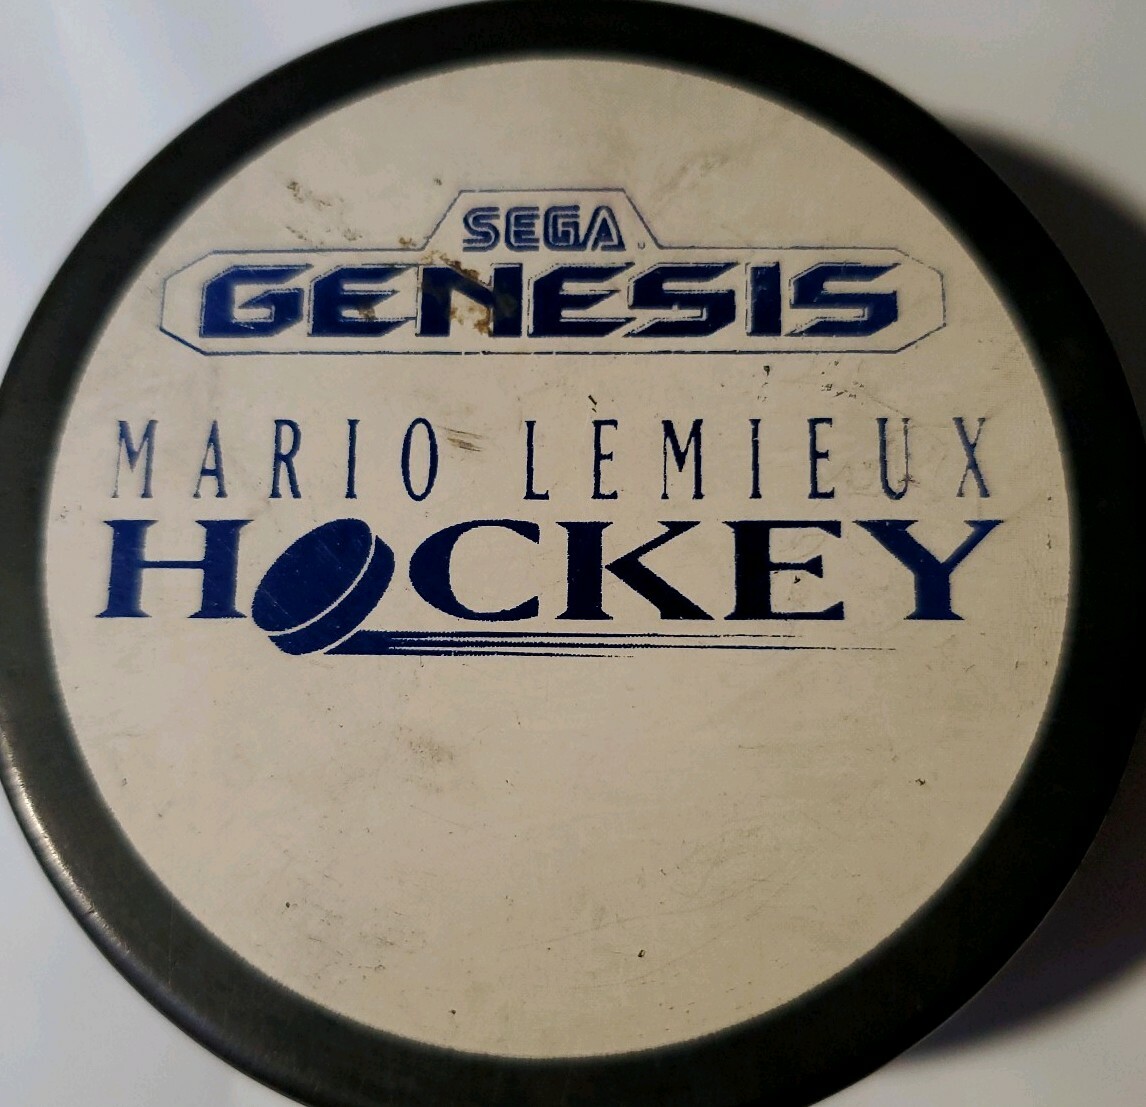 SEGA
GENESIS
MARIO LEMIEUX
HOCKEY